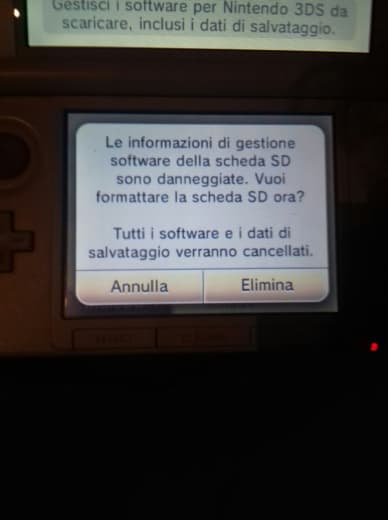 Gestisci i software per Nintendo 3DS da
scaricare, inclusi i dati di salvataggio.
Le informazioni di gestione
software della scheda SD
sono danneggiate. Vuoi
formattare la scheda SD ora?
Tutti i software e i dati di
salvataggio verranno cancellati.
Annulla
Elimina